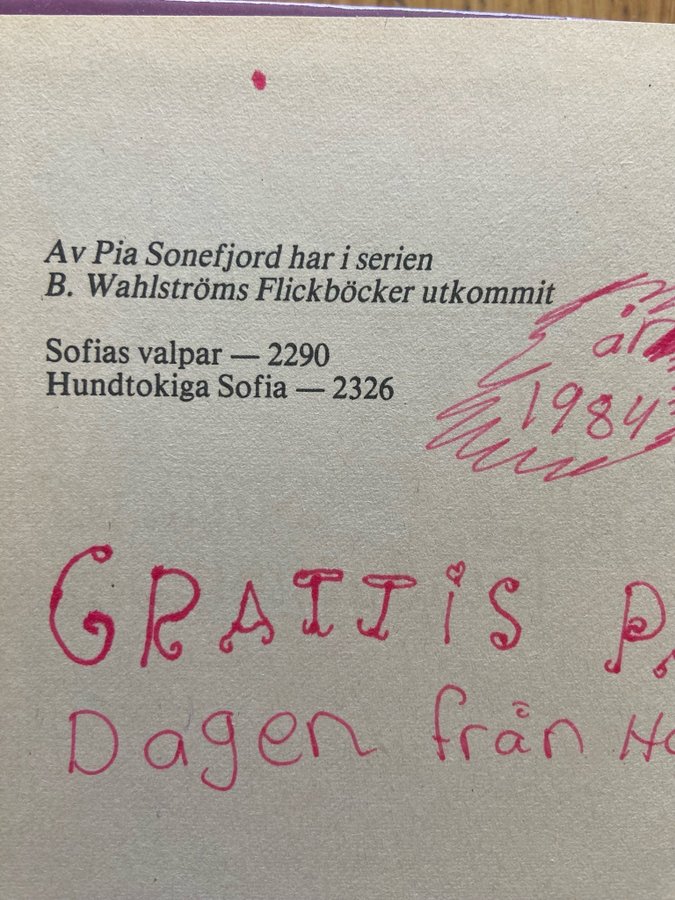 Av Pia Sonefjord har i serien
B. Wahlströms Flickböcker utkommit
Sofias valpar — 2290
Hundtokiga Sofia — 2326
år
1984
GRATTiS
Dagen från